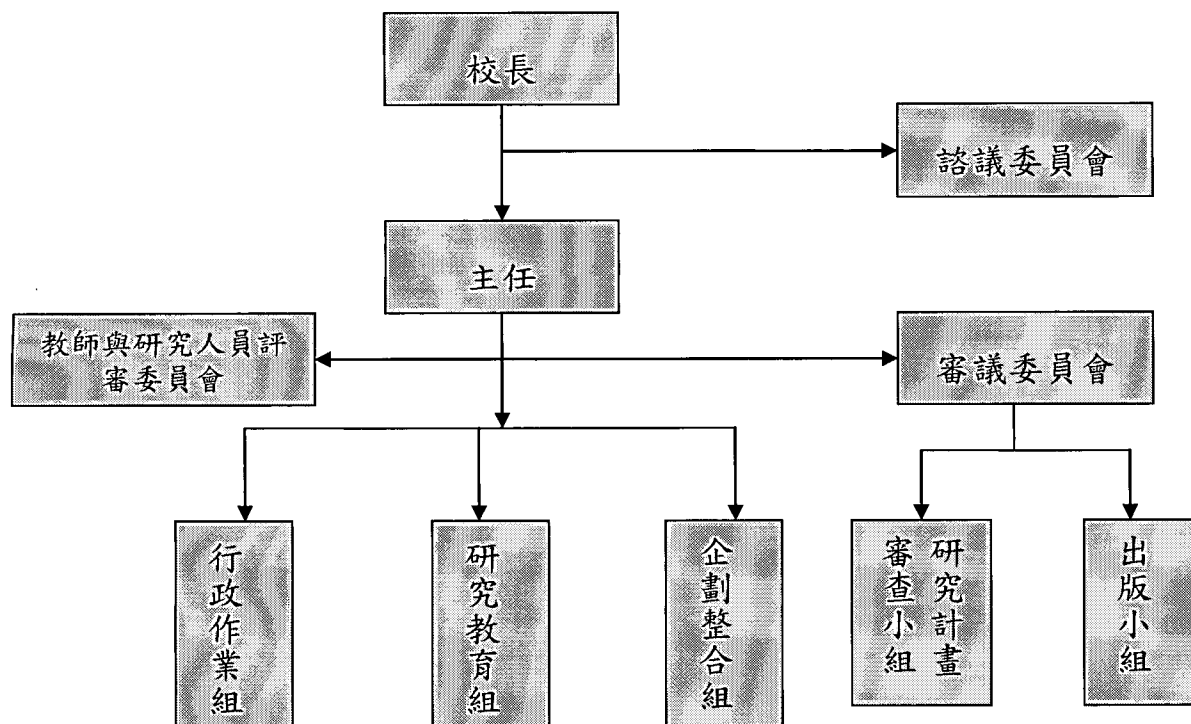 校長
諮議委員會
主任
教師與研究人員評
審委員會
審議委員會
行政作業組
研究教育組
企劃整合組
研究計畫
審查小組
出版小組